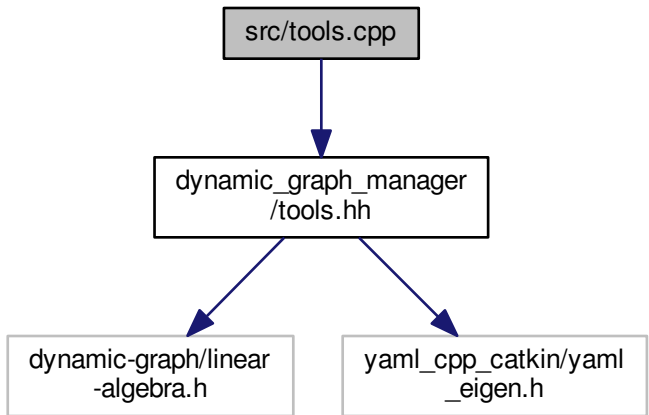 src/tools.cpp
dynamic_graph_manager
/tools.hh
dynamic-graph/linear
-algebra.h
yaml_cpp_catkin/yaml
_eigen.h